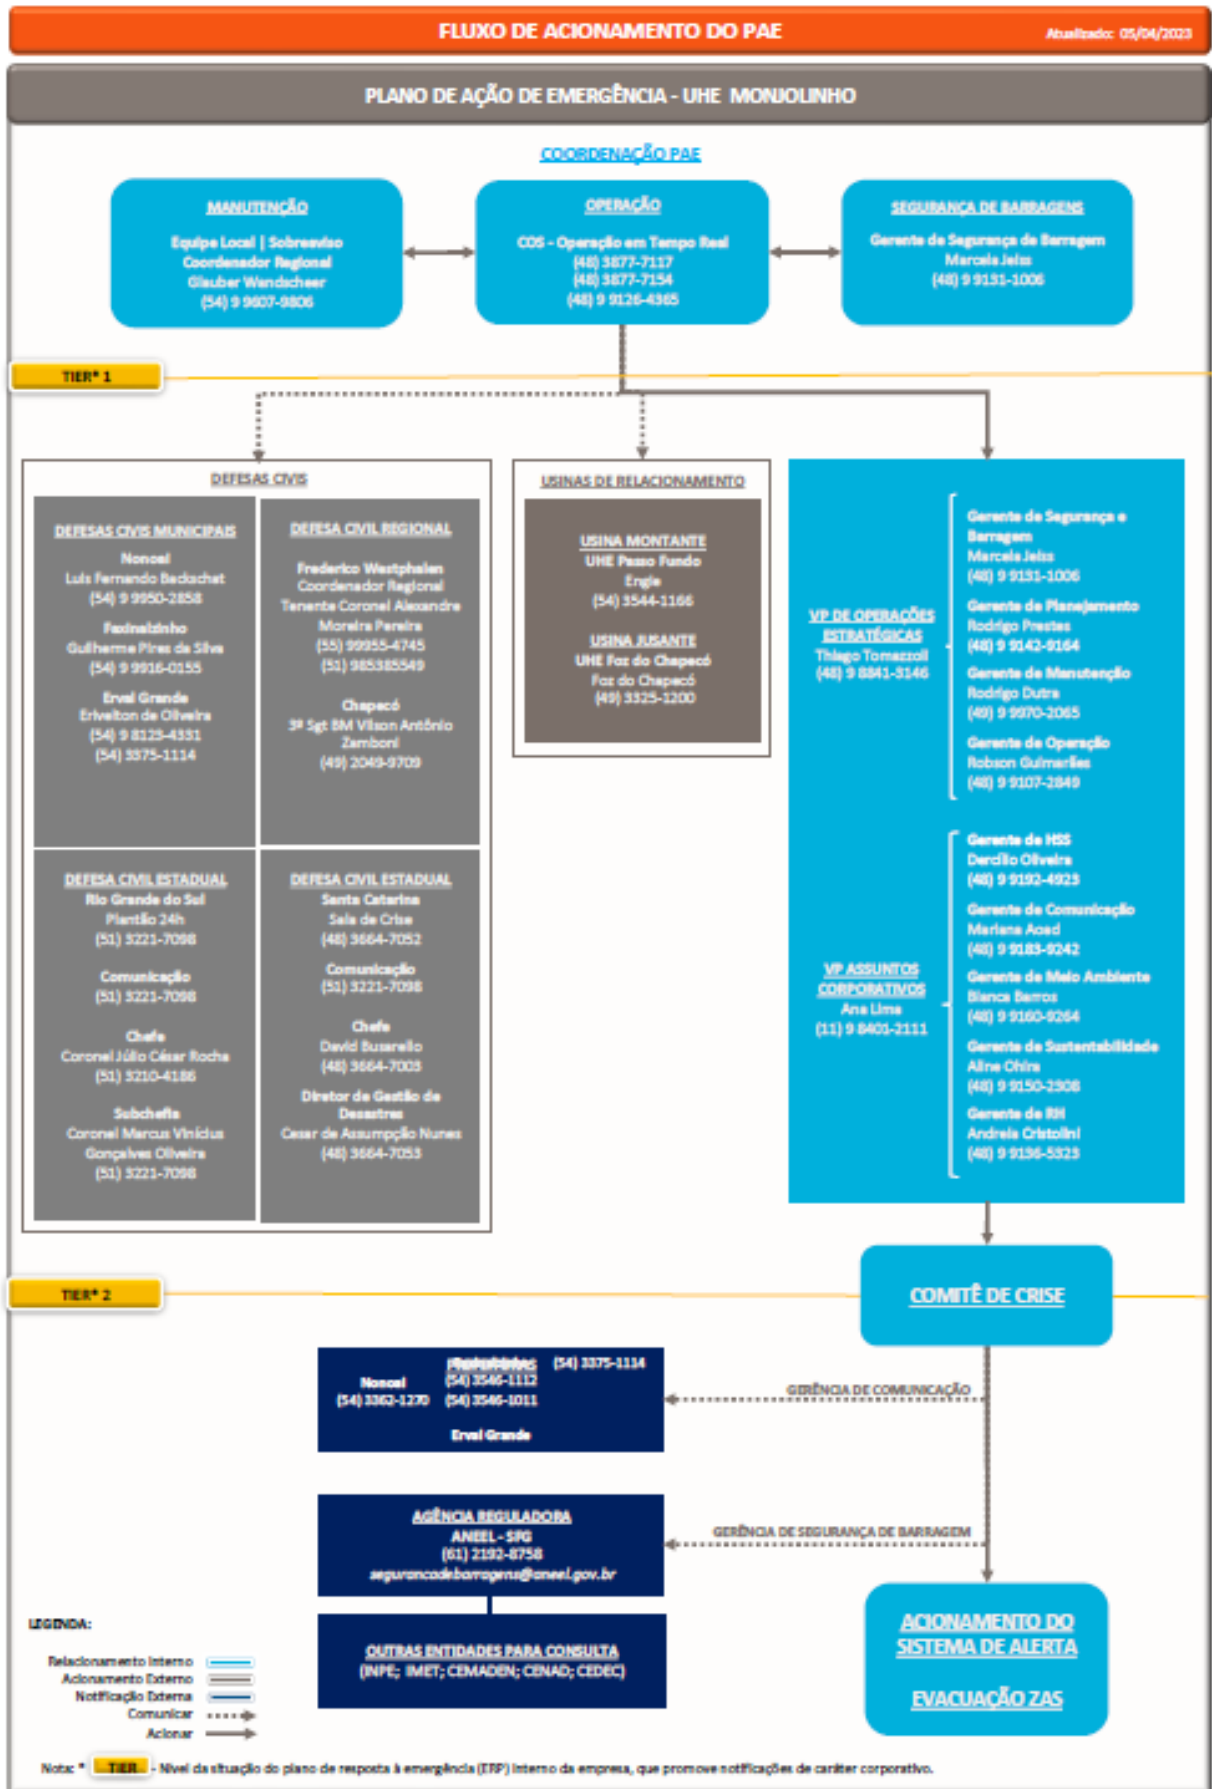 FLUXO DE ACIONAMENTO DO PAE
Atualizado: 05/04/2023
PLANO DE AÇÃO DE EMERGÊNCIA - UHE MONJOLINHO
COORDENAÇÃO PAE
MANUTENÇÃO
Equipe Local | Sobreaviso
Coordenador Regional
Glauber Wandscheer
(54) 9 9607-9806
OPERAÇÃO
COS - Operação em Tempo Real
(48) 3877-7117
(48) 3877-7154
(48) 9 9126-4365
SEGURANÇA DE BARRAGENS
Gerente de Segurança de Barragem
Marcela Jeiss
(48) 9 9131-1006
TIER* 1
DEFESAS CIVIS
DEFESAS CIVIS MUNICIPAIS
Nonoai
Luis Fernando Backschat
(54) 9 9950-2858
Faxinalzinho
Guilherme Pires da Silva
(54) 9 9916-0155
Erval Grande
Erivelton de Oliveira
(54) 9 8123-4331
(54) 3375-1114
DEFESA CIVIL REGIONAL
Frederico Westphalen
Coordenador Regional
Tenente Coronel Alexandre
Moreira Pereira
(55) 99955-4745
(51) 985385549
Chapecó
3º Sgt BM Vilson Antônio
Zamboni
(49) 2049-9709
DEFESA CIVIL ESTADUAL
Rio Grande do Sul
Plantão 24h
(51) 3221-7098
Comunicação
(51) 3221-7098
Chefe
Coronel Júlio César Rocha
(51) 3210-4186
Subchefia
Coronel Marcus Vinícius
Gonçalves Oliveira
(51) 3221-7098
DEFESA CIVIL ESTADUAL
Santa Catarina
Sala de Crise
(48) 3664-7052
Comunicação
(51) 3221-7098
Chefe
David Busarello
(48) 3664-7003
Diretor de Gestão de
Desastres
Cesar de Assumpção Nunes
(48) 3664-7053
USINAS DE RELACIONAMENTO
USINA MONTANTE
UHE Passo Fundo
Engie
(54) 3544-1166
USINA JUSANTE
UHE Foz do Chapecó
Foz do Chapecó
(49) 3325-1200
VP DE OPERAÇÕES
ESTRATÉGICAS
Thiago Tomazzoli
(48) 9 8841-3146
Gerente de Segurança e
Barragem
Marcela Jeiss
(48) 9 9131-1006
Gerente de Planejamento
Rodrigo Prestes
(48) 9 9142-9164
Gerente de Manutenção
Rodrigo Dutra
(49) 9 9970-2065
Gerente de Operação
Robson Guimarães
(48) 9 9107-2849
VP ASSUNTOS
CORPORATIVOS
Ana Lima
(11) 9 8401-2111
Gerente de HSS
Dercílio Oliveira
(48) 9 9192-4923
Gerente de Comunicação
Mariana Aoad
(48) 9 9183-9242
Gerente de Meio Ambiente
Bianca Barros
(48) 9 9160-9264
Gerente de Sustentabilidade
Aline Ohira
(48) 9 9150-2308
Gerente de RH
Andreia Cristolini
(48) 9 9136-5323
TIER* 2
COMITÊ DE CRISE
(54) 3375-1114
Nonoai
(54) 3546-1112
(54) 3362-1270
(54) 3546-1011
Erval Grande
GERÊNCIA DE COMUNICAÇÃO
AGÊNCIA REGULADORA
ANEEL - SFG
(61) 2192-8758
segurancadebarragens@aneel.gov.br
GERÊNCIA DE SEGURANÇA DE BARRAGEM
OUTRAS ENTIDADES PARA CONSULTA
(INPE; IMET; CEMADEN; CENAD; CEDEC)
ACIONAMENTO DO
SISTEMA DE ALERTA
EVACUAÇÃO ZAS
LEGENDA:
Relacionamento Interno
Acionamento Externo
Notificação Externa
Comunicar
Acionar
Nota: * TIER - Nível da situação do plano de resposta à emergência (ERP) interno da empresa, que promove notificações de caráter corporativo.